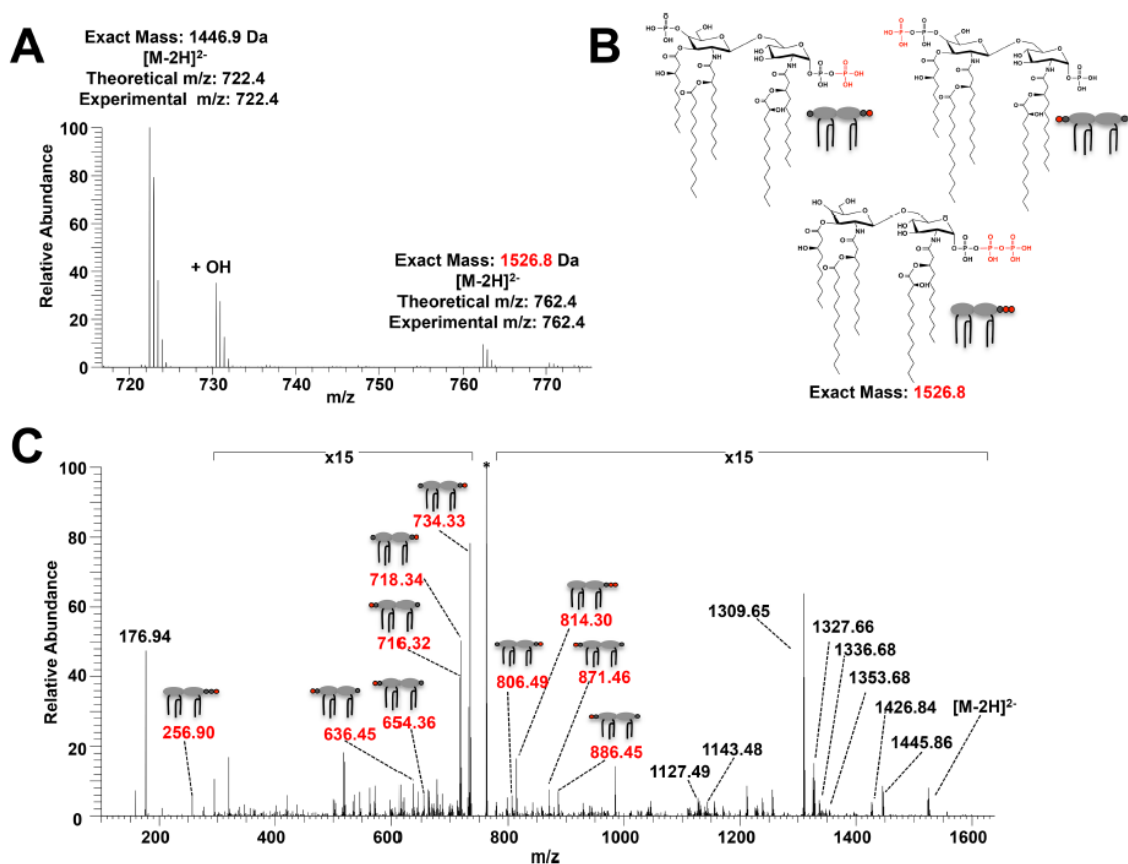 A
Exact Mass: 1446.9 Da
[M-2H]2-
Theoretical m/z: 722.4
Experimental m/z: 722.4
100
80
60
40
20
0
Relative Abundance
+ OH
Exact Mass: 1526.8 Da
[M-2H]2-
Theoretical m/z: 762.4
Experimental m/z: 762.4
720
730
740
750
760
770
m/z
B
Exact Mass: 1526.8
C
x15
x15
100
80
60
40
20
0
Relative Abundance
*
734.33
718.34
716.32
176.94
256.90
636.45
654.36
806.49
814.30
871.46
886.45
1127.49
1143.48
1309.65
1327.66
1336.68
1353.68
1426.84
1445.86
[M-2H]2-
200
400
600
800
1000
1200
1400
1600
m/z